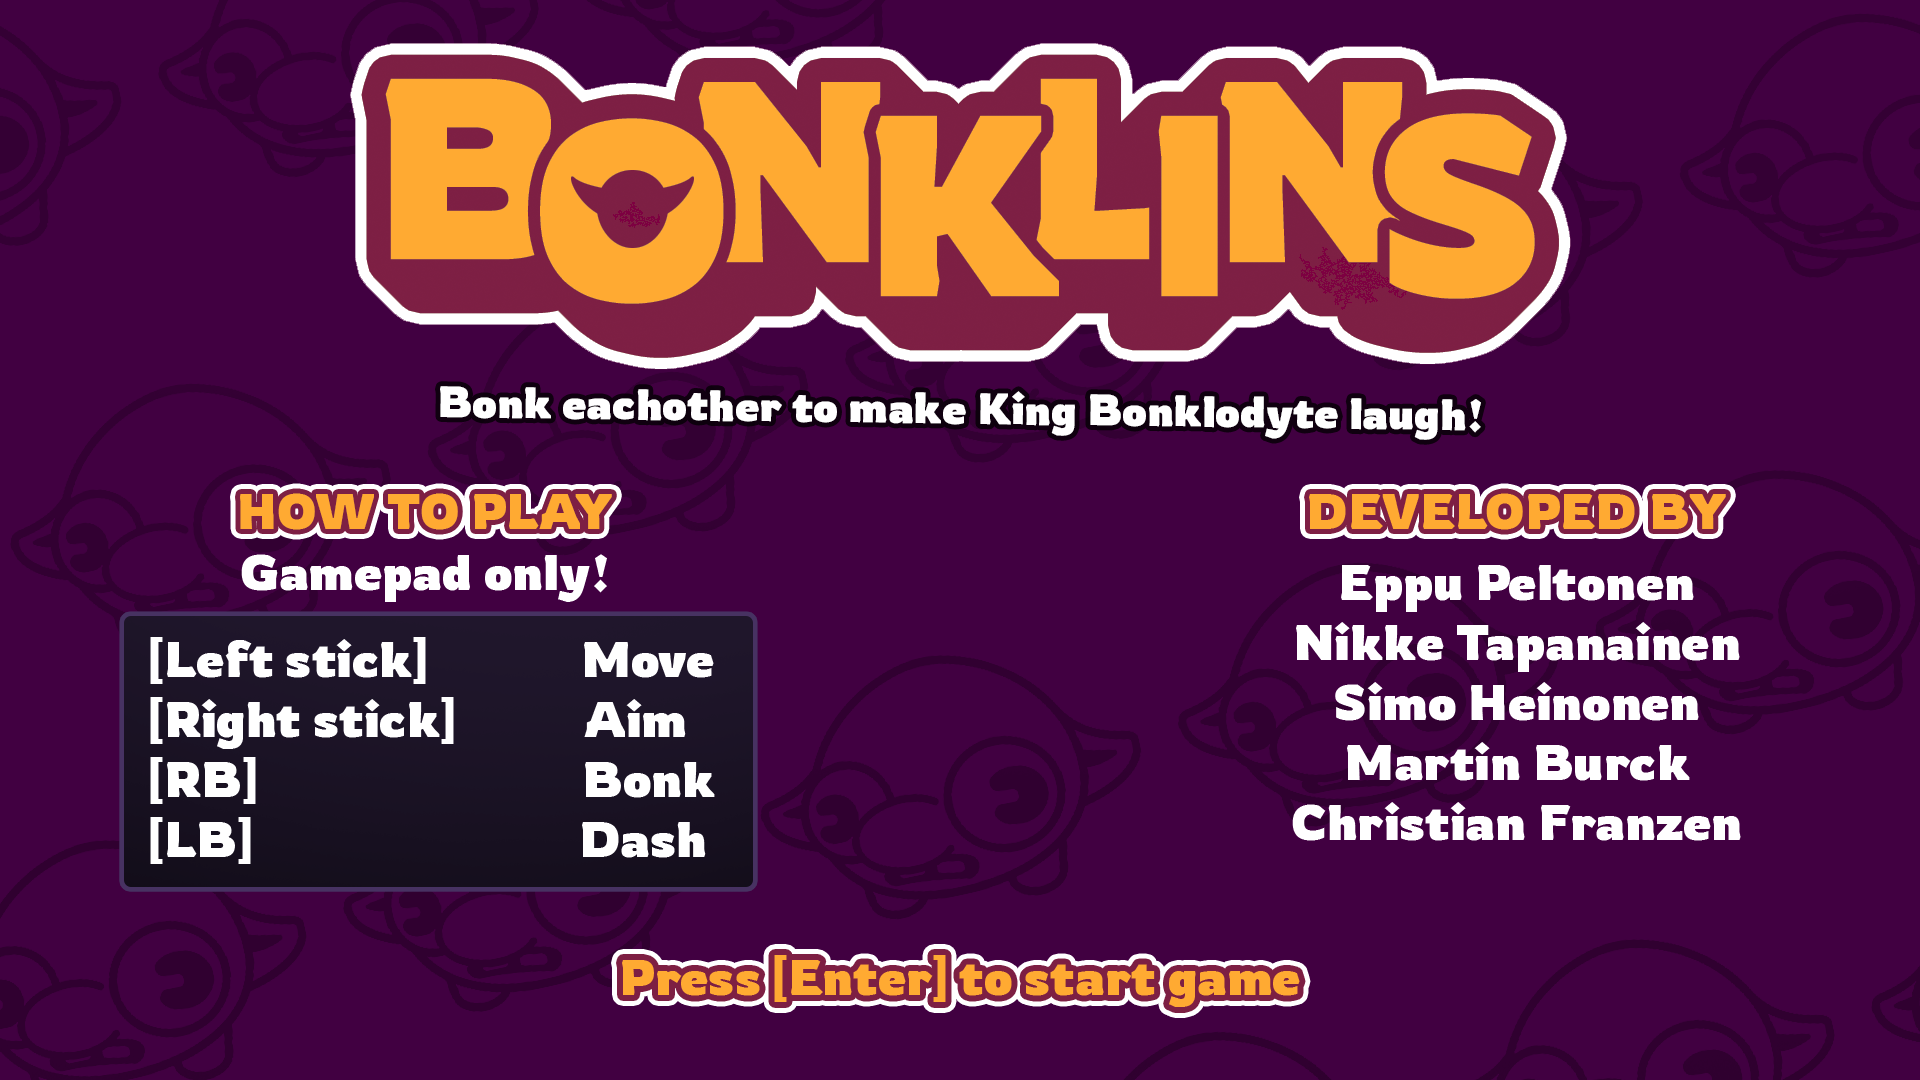 BONKLINS
Bonk eachother to make King Bonklodyte laugh!
HOW TO PLAY
Gamepad only!
[Left stick] Move
[Right stick] Aim
[RB] Bonk
[LB] Dash
DEVELOPED BY
Eppu Peltonen
Nikke Tapanainen
Simo Heinonen
Martin Burck
Christian Franzen
Press [Enter] to start game